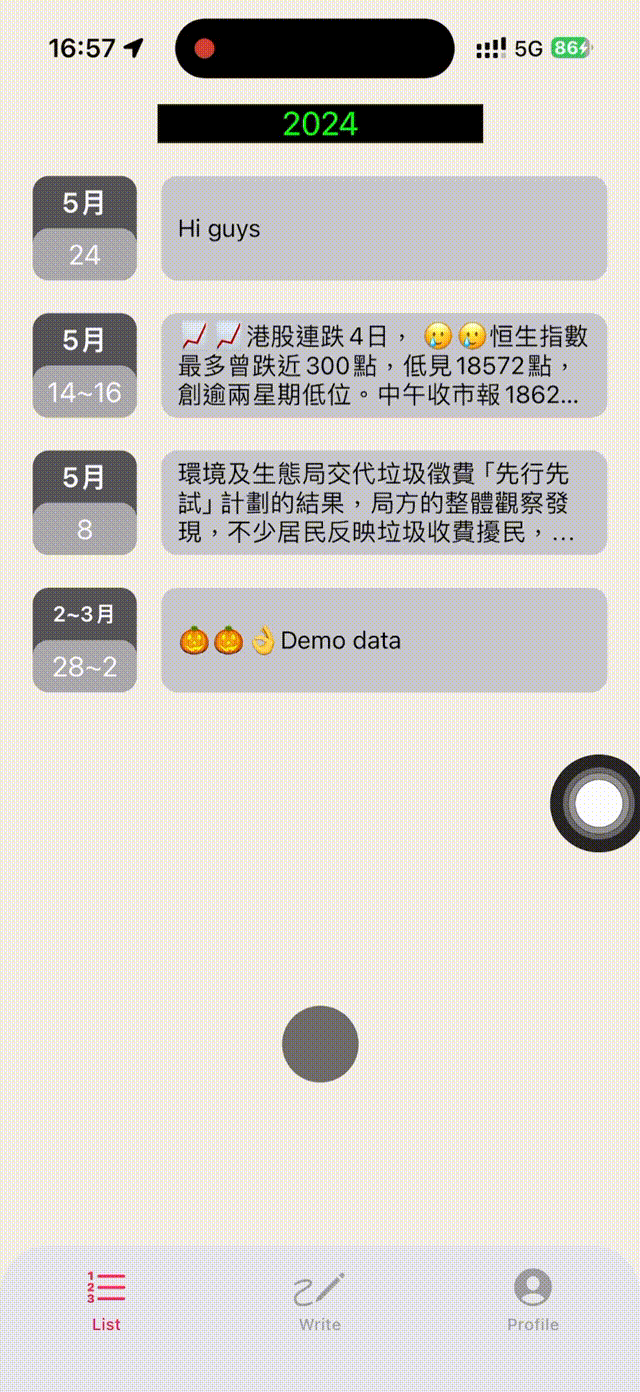 16:57
5G 86
2024
5月
24
Hi guys
5月
14~16
📈📈港股連跌4日，🥲🥲恒生指數
最多曾跌近300點，低見18572點，
創逾兩星期低位。中午收市報1862...
5月
8
環境及生態局交代垃圾徵費「先行先
試」計劃的結果，局方的整體觀察發
現，不少居民反映垃圾收費擾民，...
2~3月
28~2
🎃🎃👌Demo data
1
2
3
List
Write
Profile